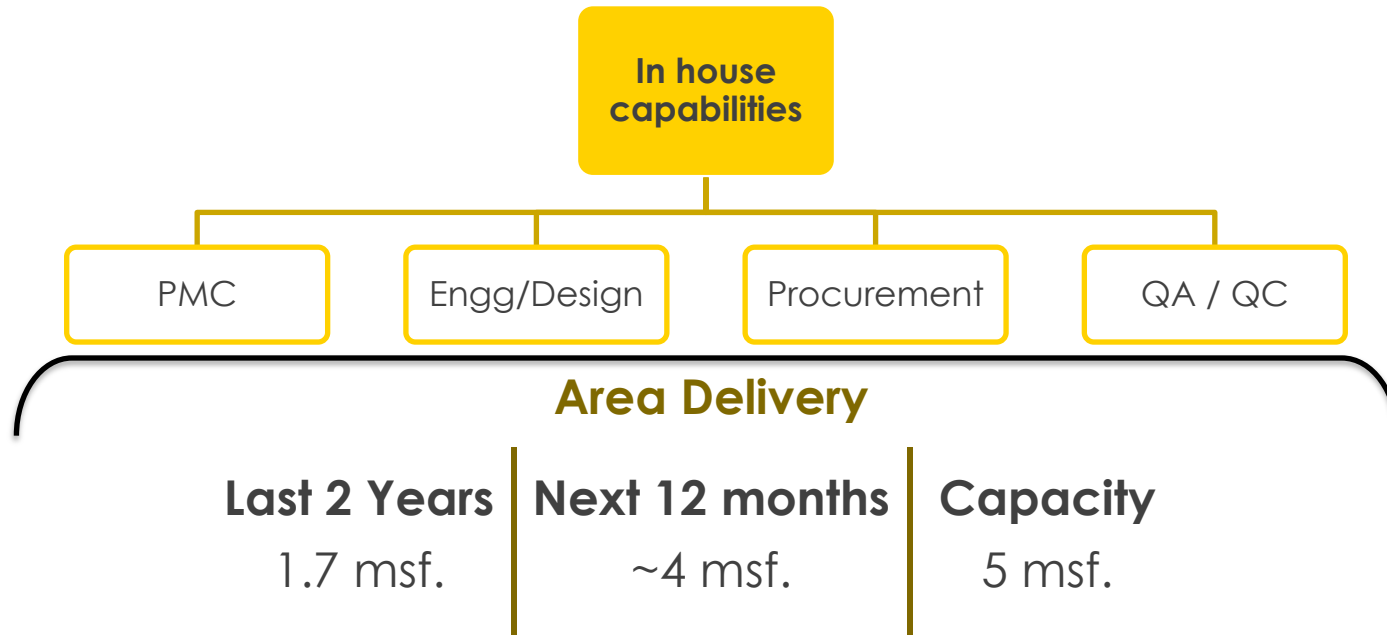 In house
capabilities
PMC
Engg/Design
Procurement
QA / QC
Area Delivery
Last 2 Years
1.7 msf.
Next 12 months
~4 msf.
Capacity
5 msf.